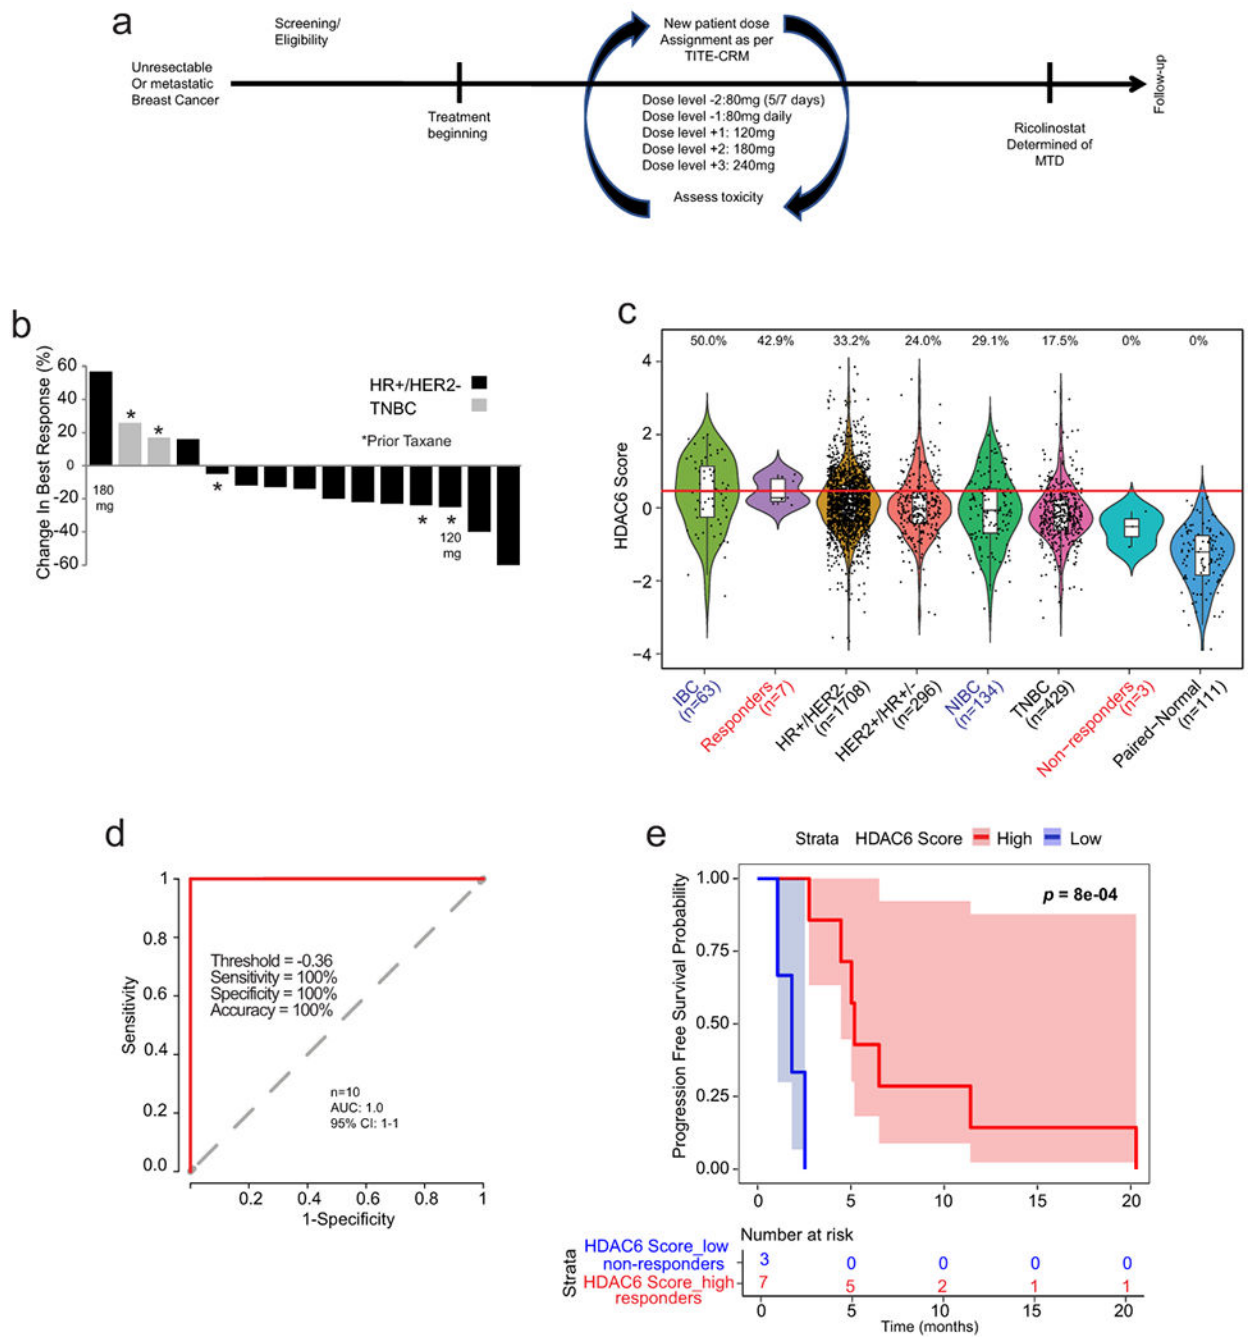 a
Screening/
Eligibility
Unresectable
Or metastatic
Breast Cancer
Treatment
beginning
New patient dose
Assignment as per
TITE-CRM
Dose level -2:80mg (5/7 days)
Dose level -1:80mg daily
Dose level +1: 120mg
Dose level +2: 180mg
Dose level +3: 240mg
Assess toxicity
Ricolinostat
Determined of
MTD
Follow-up
b
Change In Best Response (%)
60
40
20
0
-20
-40
-60
HR+/HER2-
TNBC
*Prior Taxane
* *
180
mg
*
* *
120
mg
c
HDAC6 Score
50.0% 42.9% 33.2% 24.0% 29.1% 17.5% 0% 0%
4
2
0
−2
−4
IBC
(n=63)
Responders
(n=7)
HR+/HER2-
(n=1708)
HER2+/HR+/-
(n=296)
NIBC
(n=134)
TNBC
(n=429)
Non−responders
(n=3)
Paired−Normal
(n=111)
d
Sensitivity
1
0.8
0.6
0.4
0.2
0.0
Threshold = -0.36
Sensitivity = 100%
Specificity = 100%
Accuracy = 100%
n=10
AUC: 1.0
95% CI: 1-1
0.2 0.4 0.6 0.8 1
1-Specificity
e
Strata HDAC6 Score High Low
Progression Free Survival Probability
1.00
0.75
0.50
0.25
0.00
p = 8e-04
0 5 10 15 20
Number at risk
Strata
HDAC6 Score_low
non-responders
3 0 0 0 0
HDAC6 Score_high
responders
7 5 2 1 1
0 5 10 15 20
Time (months)